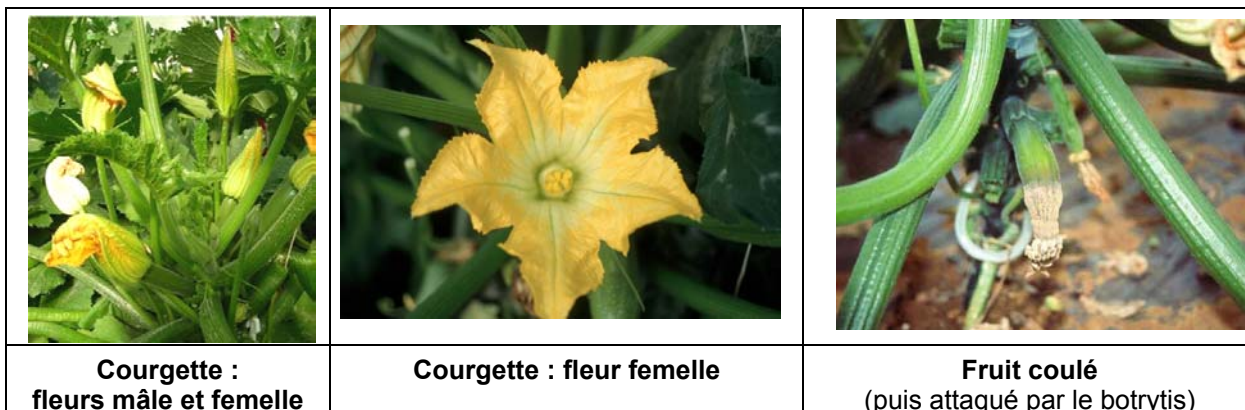 Courgette :
fleurs mâle et femelle
Courgette : fleur femelle
Fruit coulé
(puis attaqué par le botrytis)